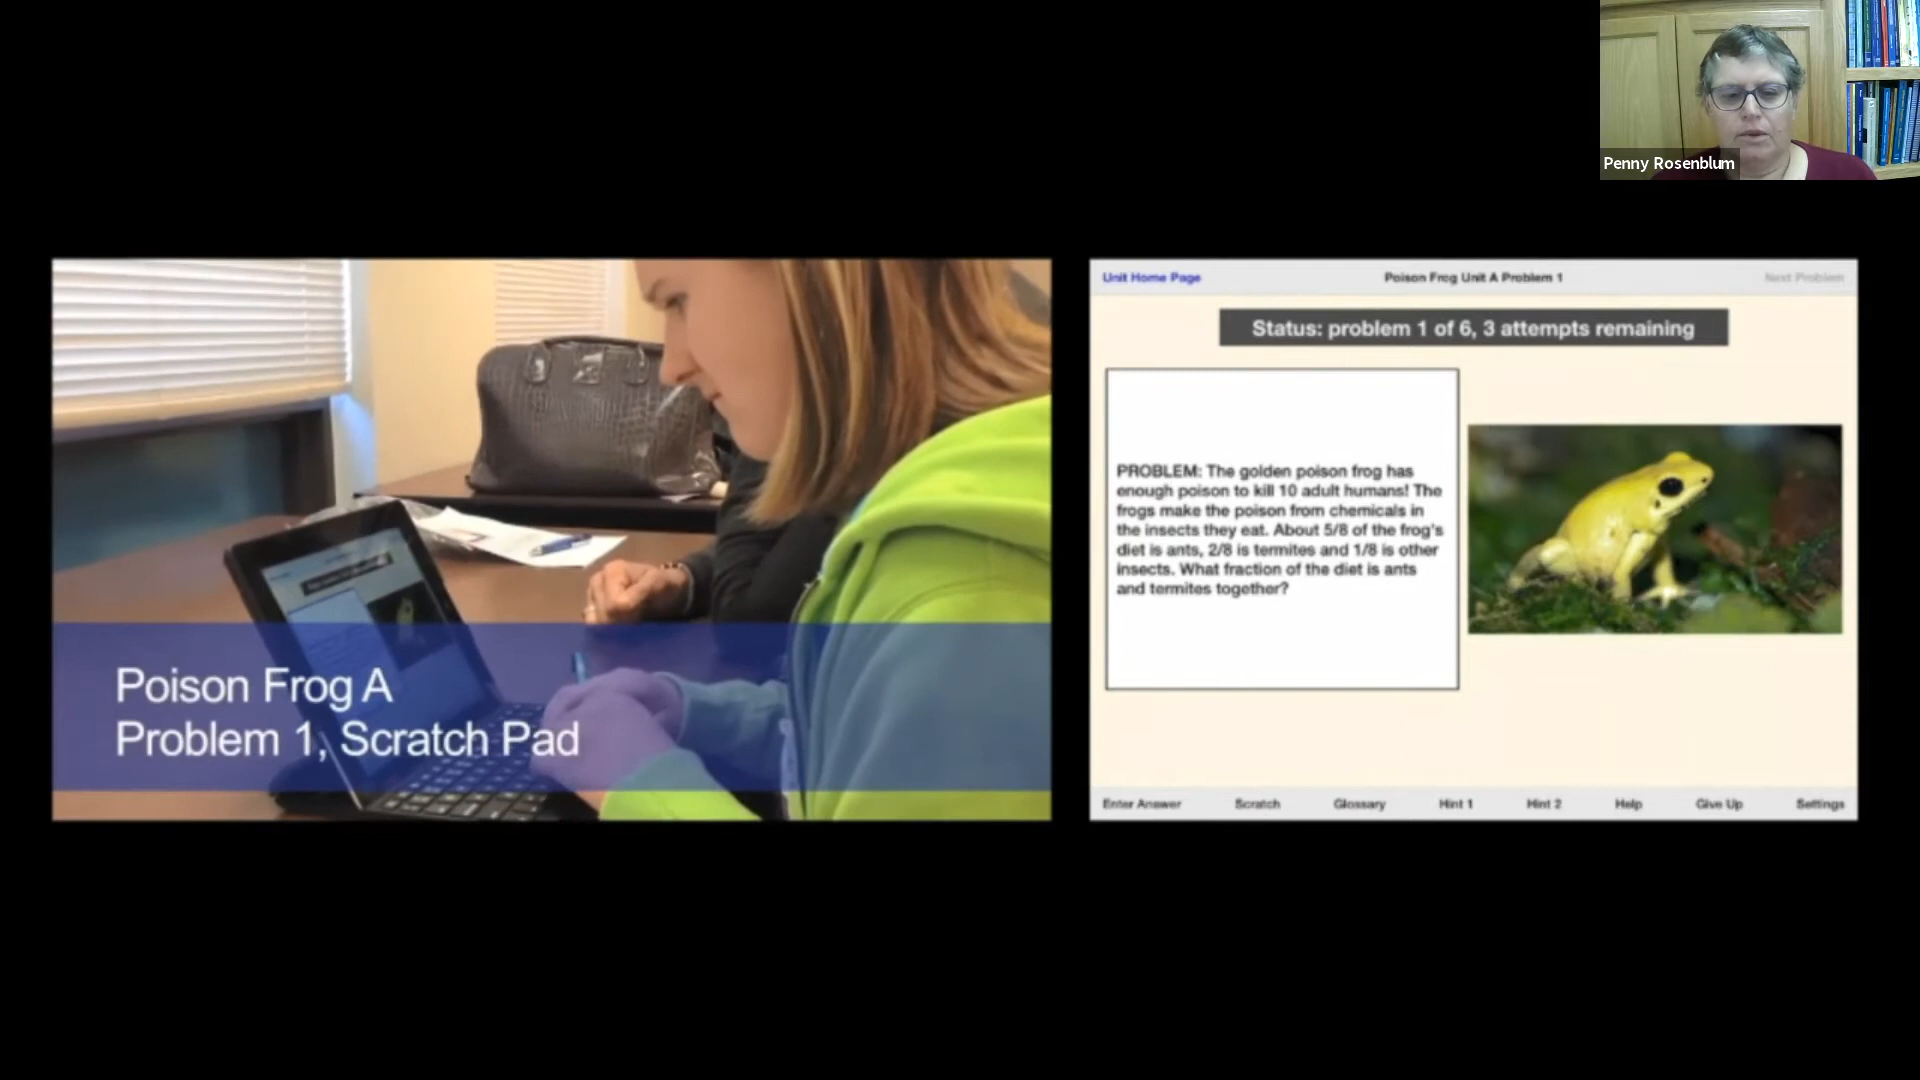 Penny Rosenblum
Poison Frog A
Problem 1, Scratch Pad
Unit Home Page
Poison Frog Unit A Problem 1
Next Problem
Status: problem 1 of 6, 3 attempts remaining
PROBLEM: The golden poison frog has
enough poison to kill 10 adult humans! The
frogs make the poison from chemicals in
the insects they eat. About 5/8 of the frog's
diet is ants, 2/8 is termites and 1/8 is other
insects. What fraction of the diet is ants
and termites together?
Enter Answer
Scratch
Glossary
Hint 1
Hint 2
Help
Give Up
Settings